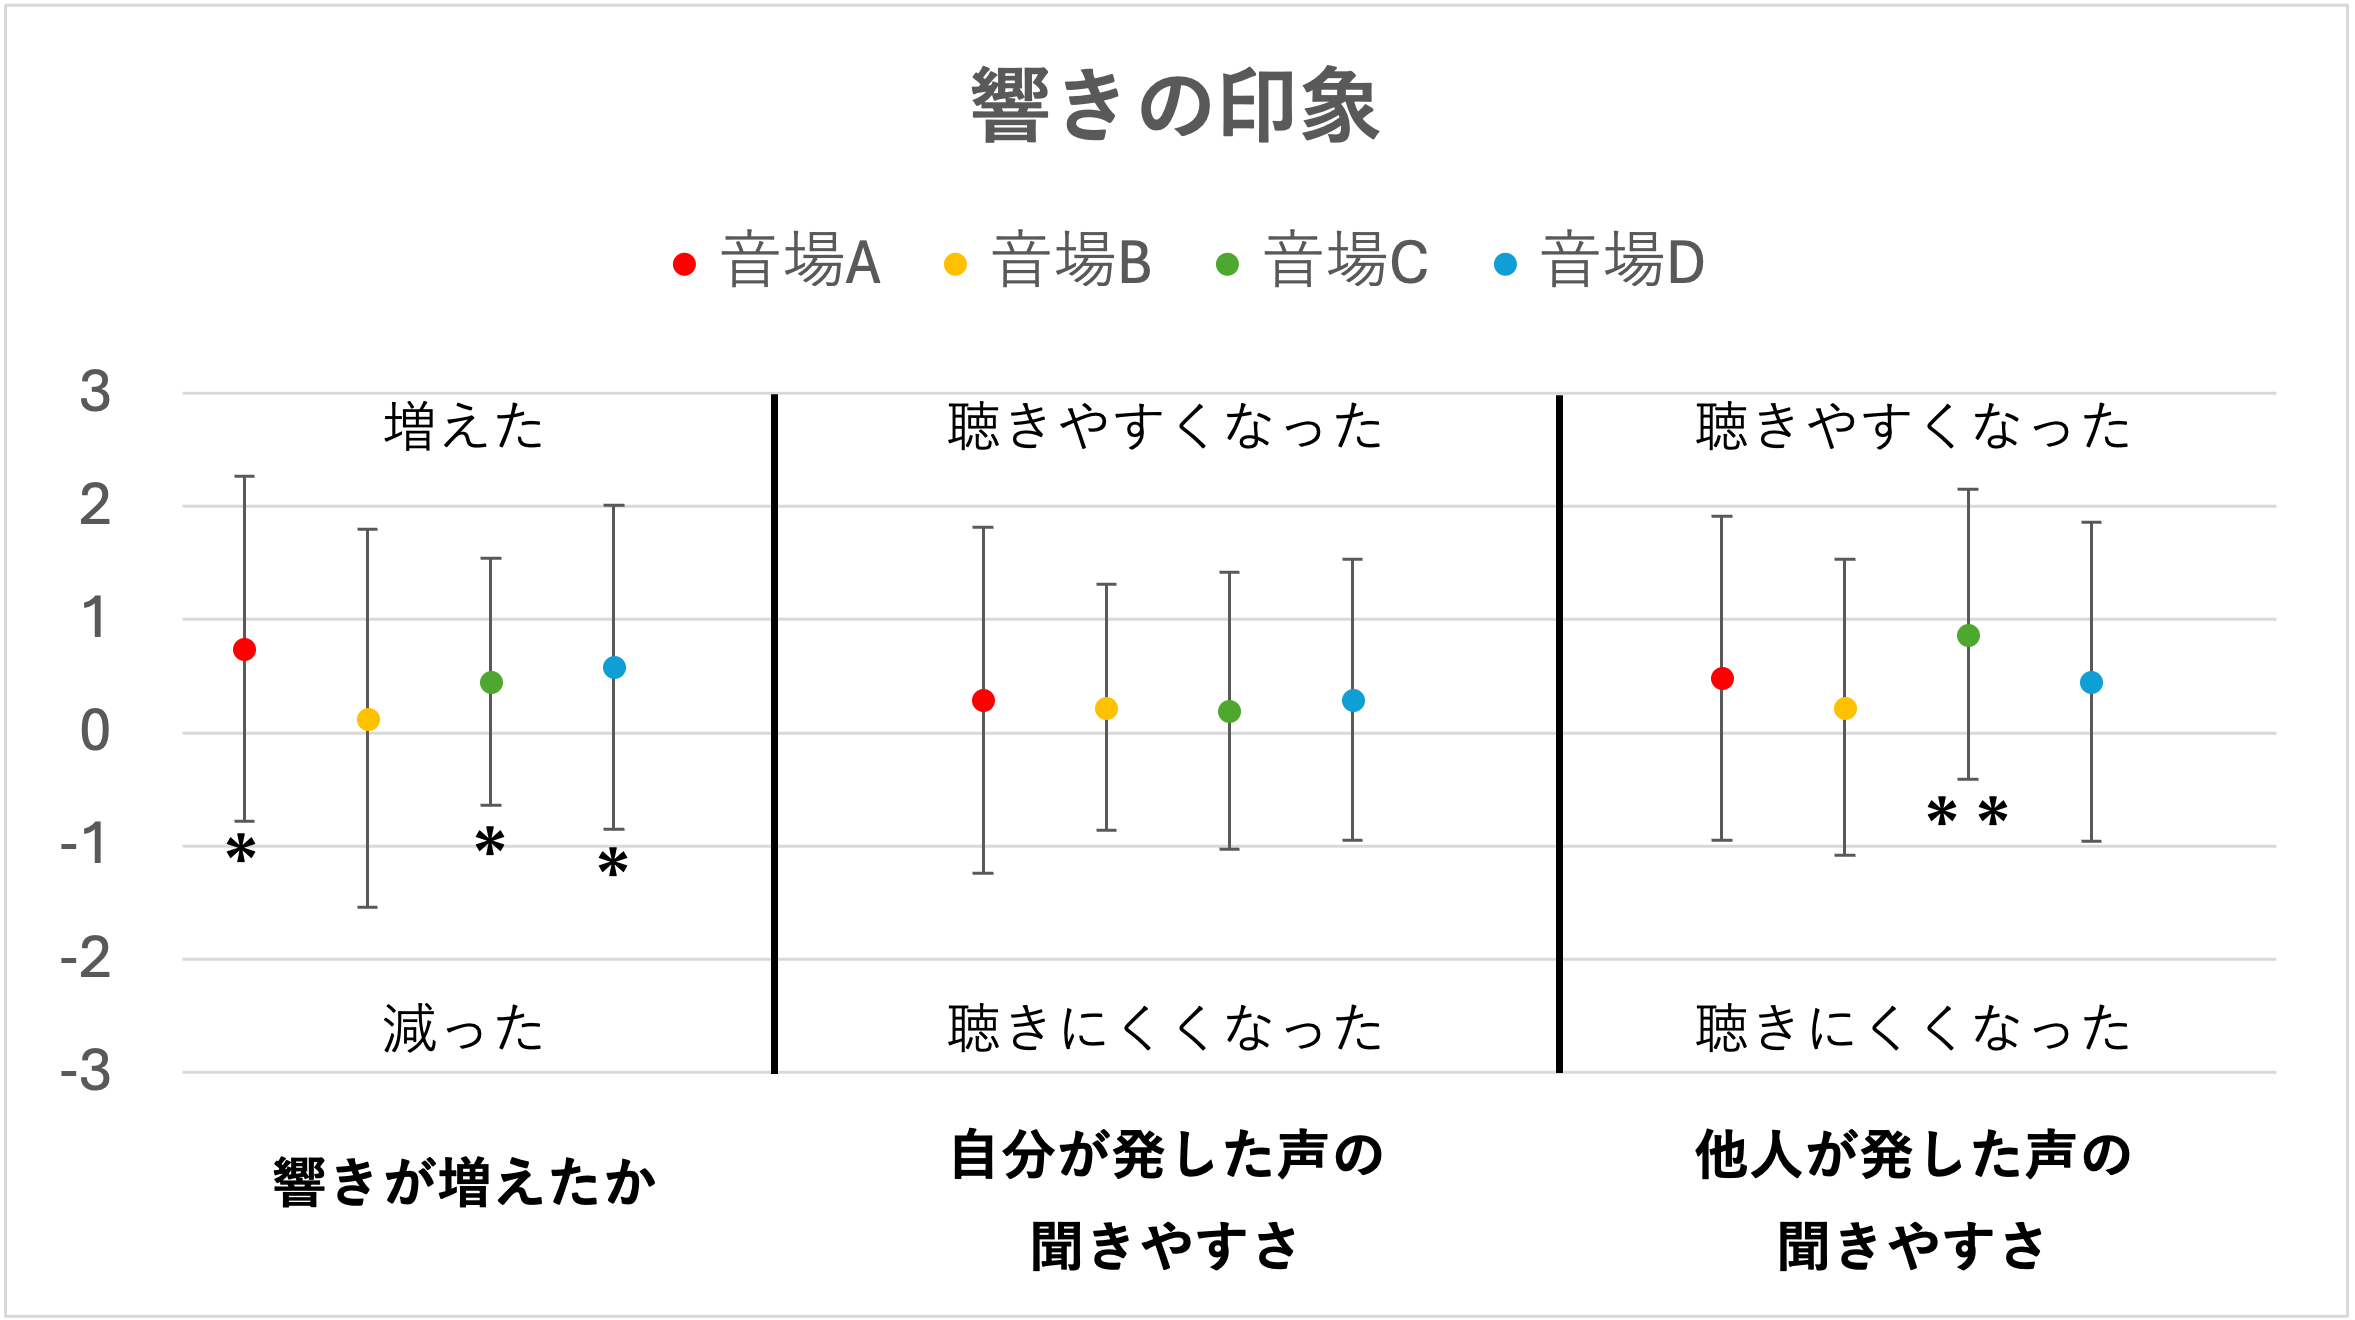 響きの印象
音場A 音場B 音場C 音場D
3
増えた 聴きやすくなった 聴きやすくなった
2
1
0
* *
-1
* * *
-2
減った 聴きにくくなった 聴きにくくなった
-3
響きが増えたか
自分が発した声の
聞きやすさ
他人が発した声の
聞きやすさ